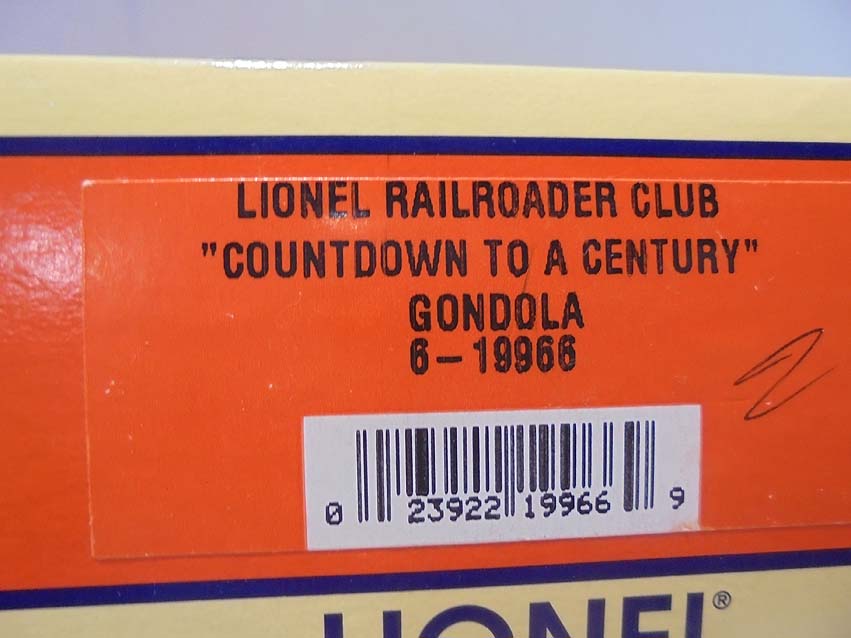 LIONEL RAILROADER CLUB
"COUNTDOWN TO A CENTURY"
GONDOLA
6-19966
0 23922 19966 9
LIONEL®